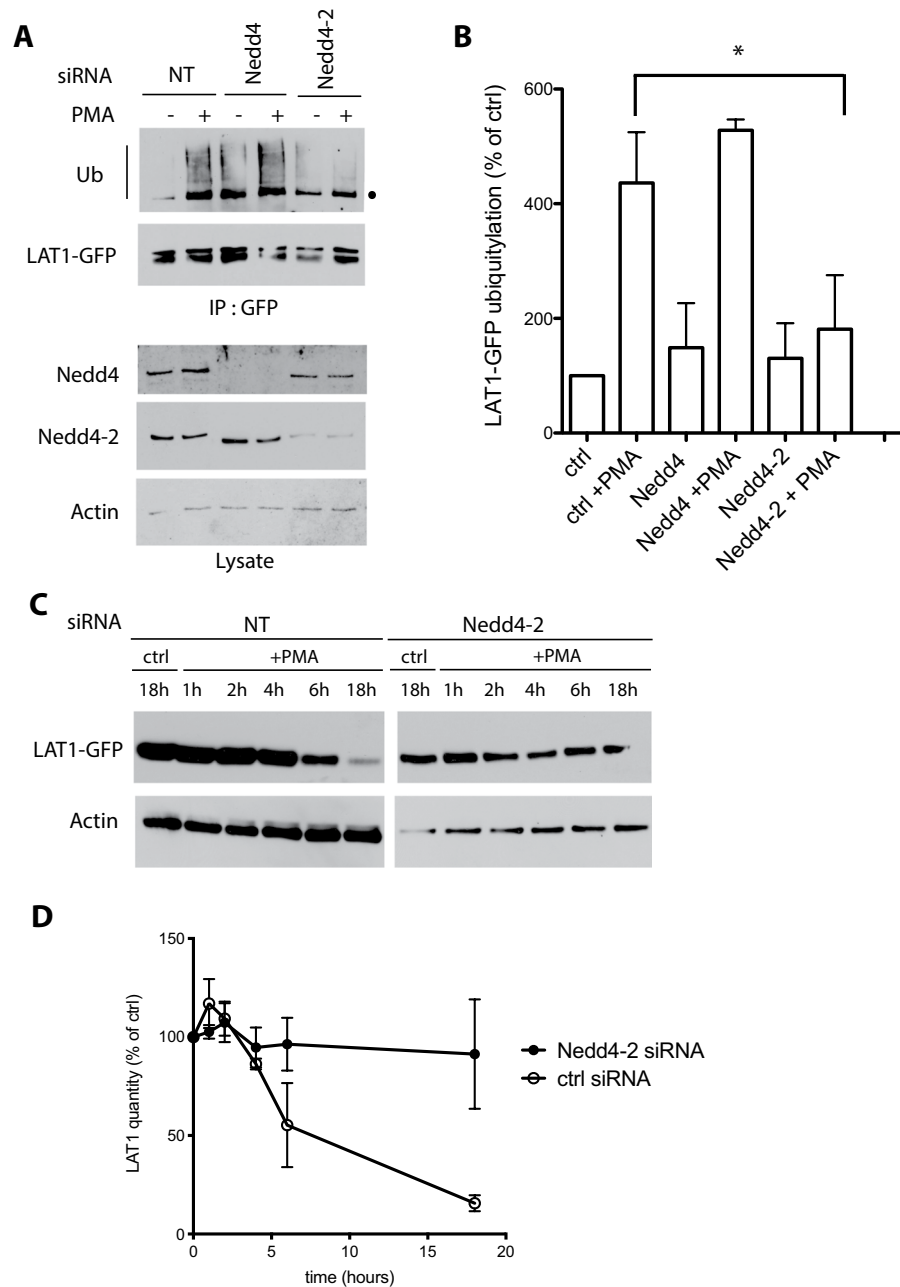 A
siRNA NT Nedd4 Nedd4-2
PMA - + - + - +
Ub
LAT1-GFP
IP : GFP
Nedd4
Nedd4-2
Actin
Lysate
B
*
LAT1-GFP ubiquitylation (% of ctrl)
600
400
200
0
ctrl
ctrl +PMA
Nedd4
Nedd4 +PMA
Nedd4-2
Nedd4-2 + PMA
C
siRNA NT Nedd4-2
ctrl +PMA ctrl +PMA
18h 1h 2h 4h 6h 18h 18h 1h 2h 4h 6h 18h
LAT1-GFP
Actin
D
LAT1 quantity (% of ctrl)
150
100
50
0
0 5 10 15 20
time (hours)
Nedd4-2 siRNA
ctrl siRNA